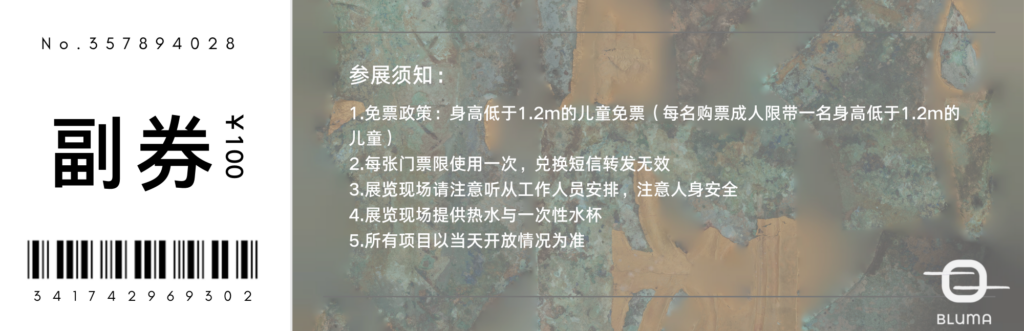 No.357894028
副券
￥100
341742969302
参展须知：
1.免票政策：身高低于1.2m的儿童免票（每名购票成人限带一名身高低于1.2m的
儿童）
2.每张门票限使用一次，兑换短信转发无效
3.展览现场请注意听从工作人员安排，注意人身安全
4.展览现场提供热水与一次性水杯
5.所有项目以当天开放情况为准
BLUMA